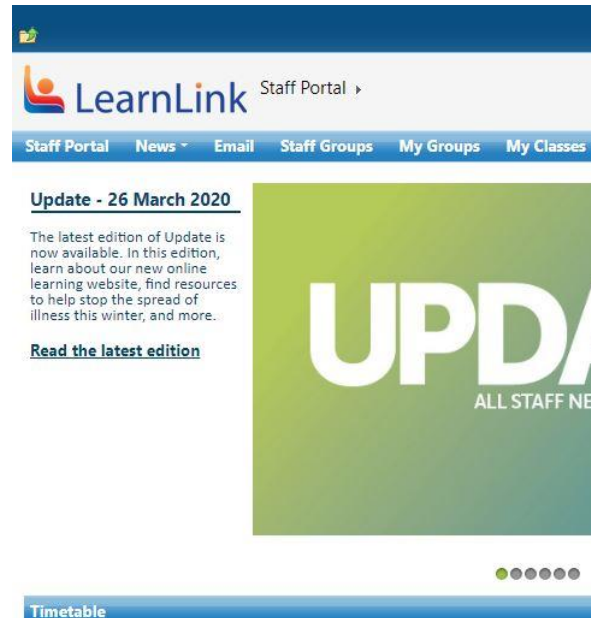 LearnLink
Staff Portal
Staff Portal News Email Staff Groups My Groups My Classes
Update - 26 March 2020
The latest edition of Update is
now available. In this edition,
learn about our new online
learning website, find resources
to help stop the spread of
illness this winter, and more.
Read the latest edition
UPDA
ALL STAFF NE
Timetable